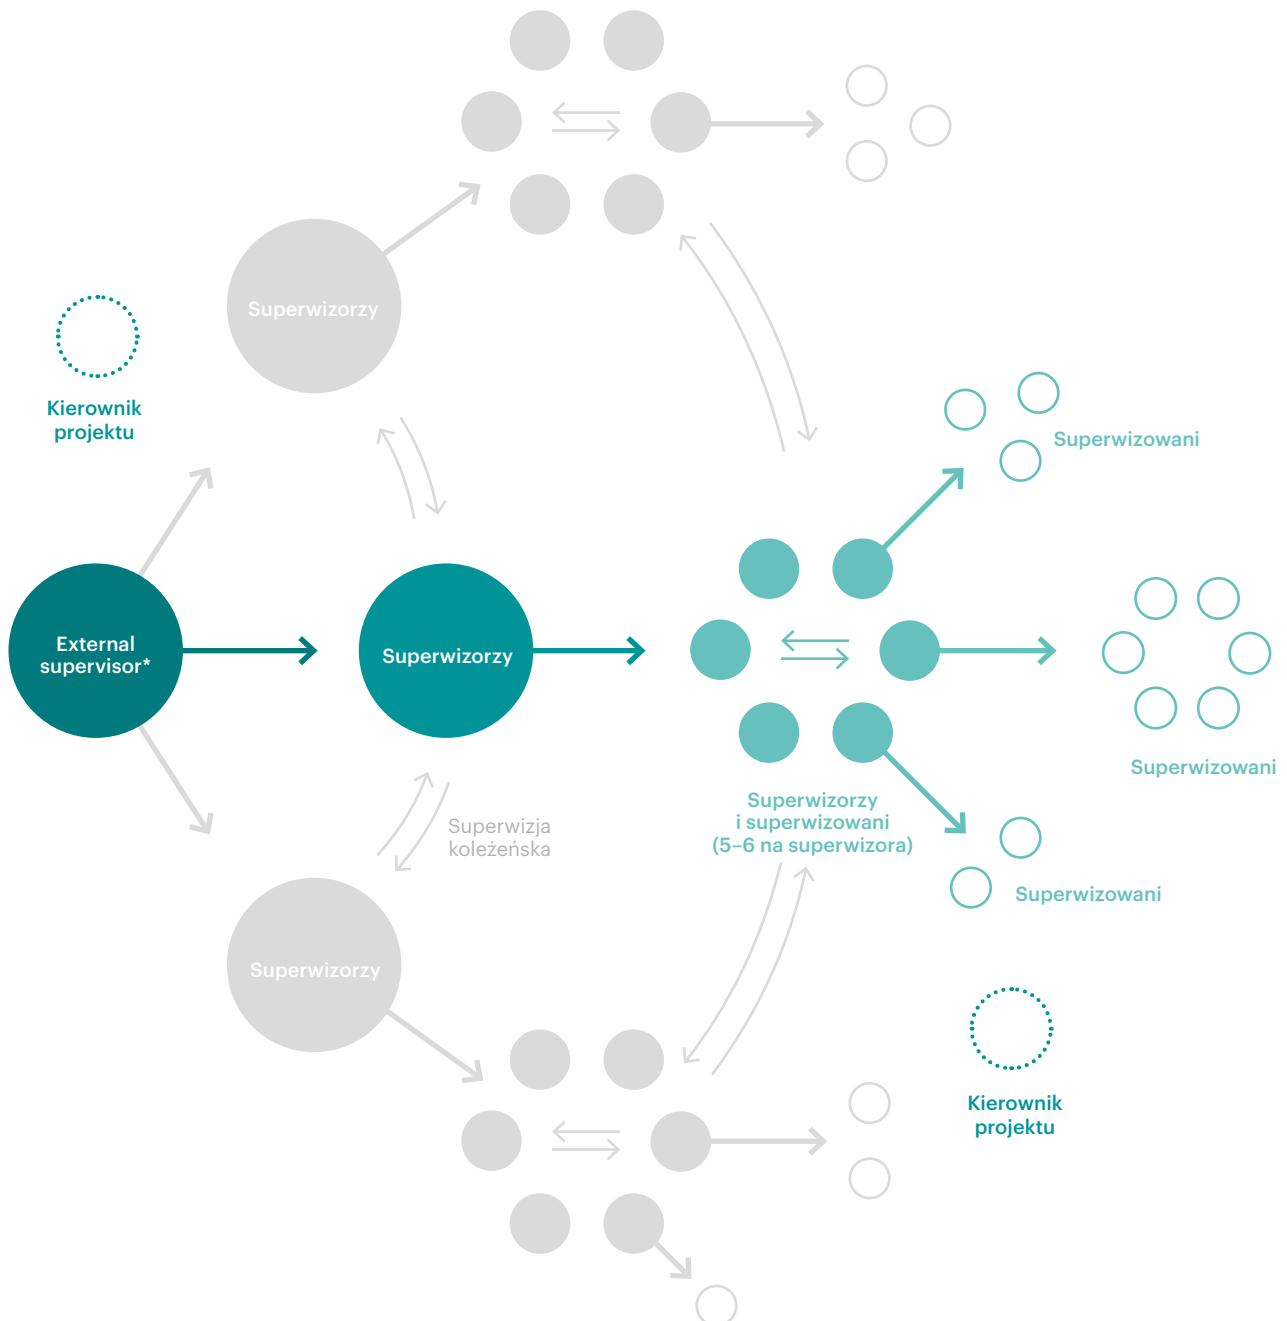 Superwizorzy
Kierownik
projektu
Superwizowani
External
supervisor*
Superwizorzy
Superwizowani
Superwizorzy
i superwizowani
(5–6 na superwizora)
Superwizja
koleżeńska
Superwizowani
Superwizorzy
Kierownik
projektu